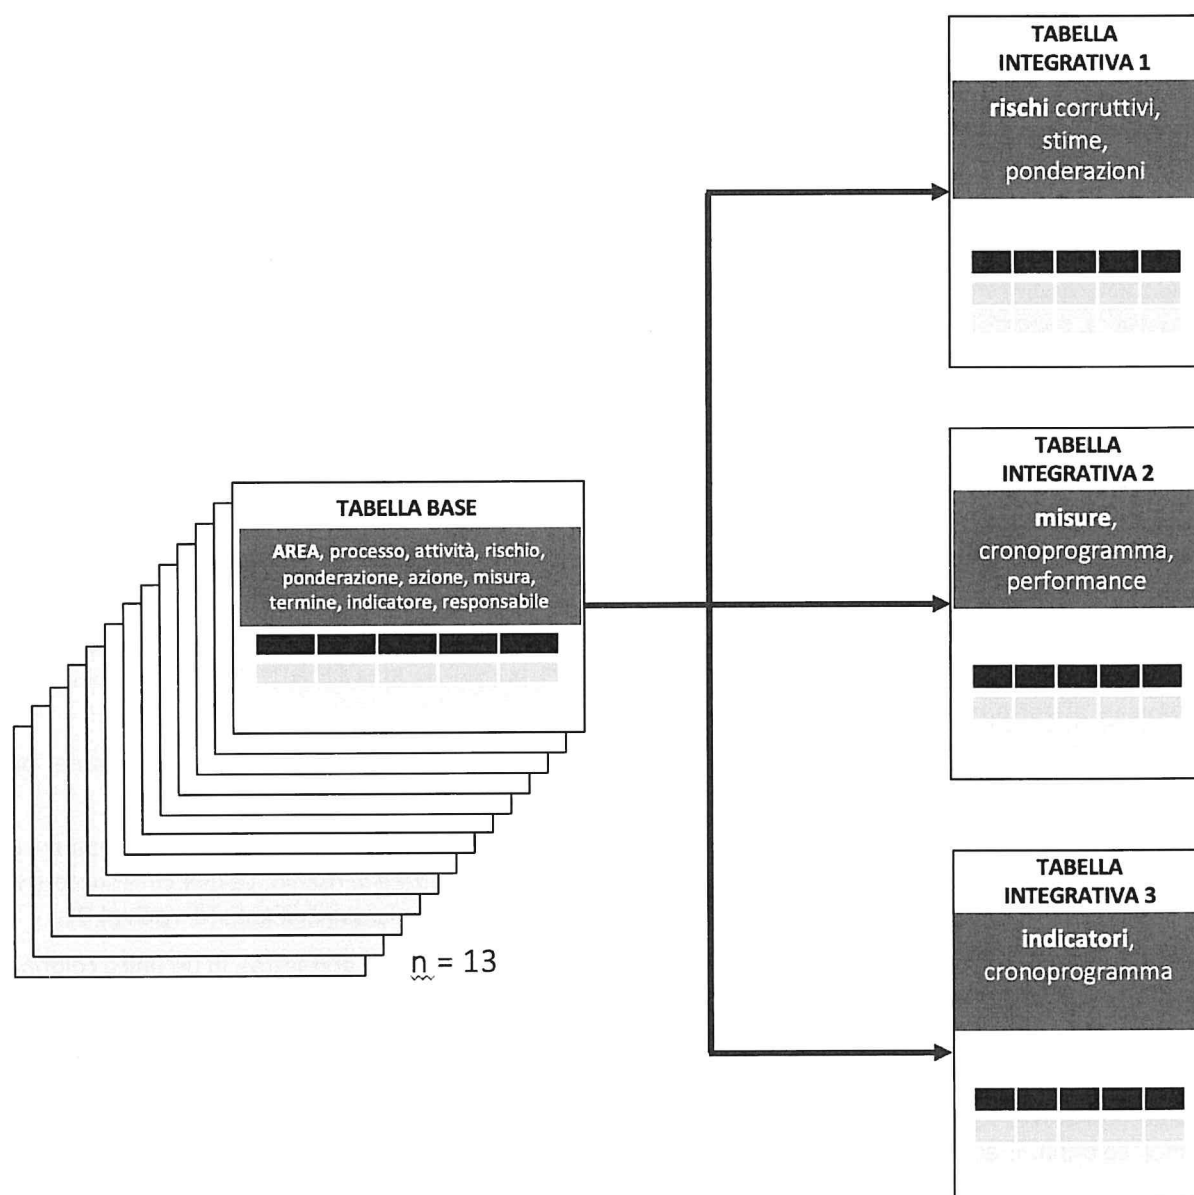 TABELLA
INTEGRATIVA 1
rischi corruttivi,
stime,
ponderazioni
TABELLA
INTEGRATIVA 2
misure,
cronoprogramma,
performance
TABELLA BASE
AREA, processo, attività, rischio,
ponderazione, azione, misura,
termine, indicatore, responsabile
n = 13
TABELLA
INTEGRATIVA 3
indicatori,
cronoprogramma